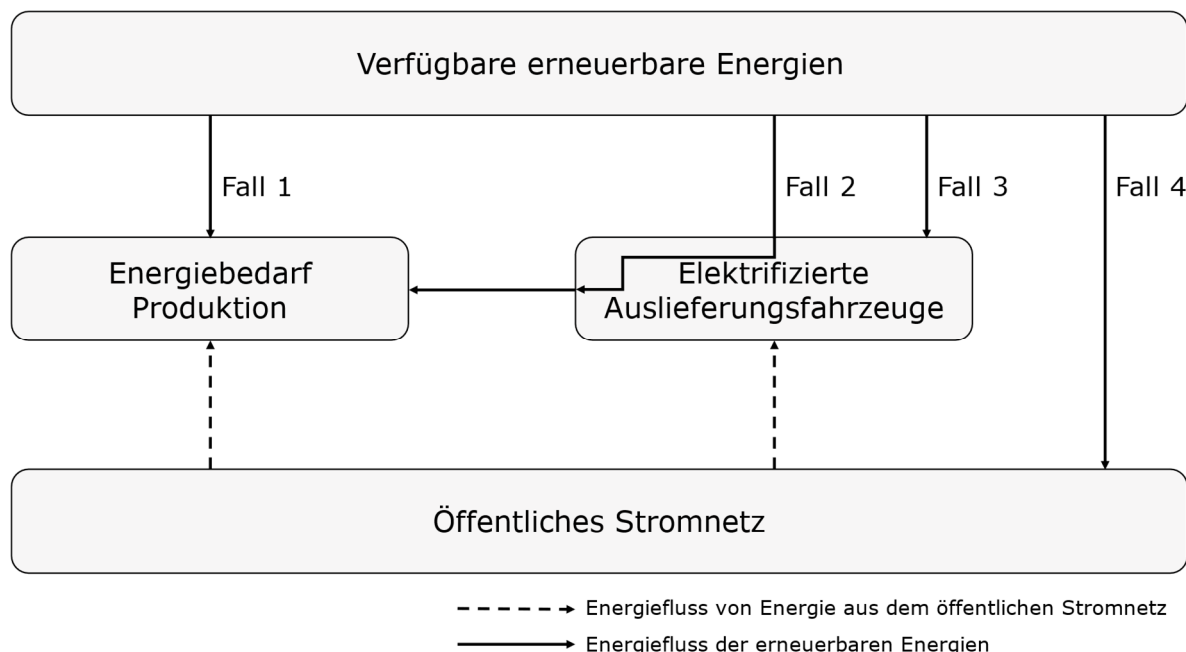 Verfügbare erneuerbare Energien
Fall 1
Fall 2
Fall 3
Fall 4
Energiebedarf
Produktion
Elektrifizierte
Auslieferungsfahrzeuge
Öffentliches Stromnetz
Energiefluss von Energie aus dem öffentlichen Stromnetz
Energiefluss der erneuerbaren Energien